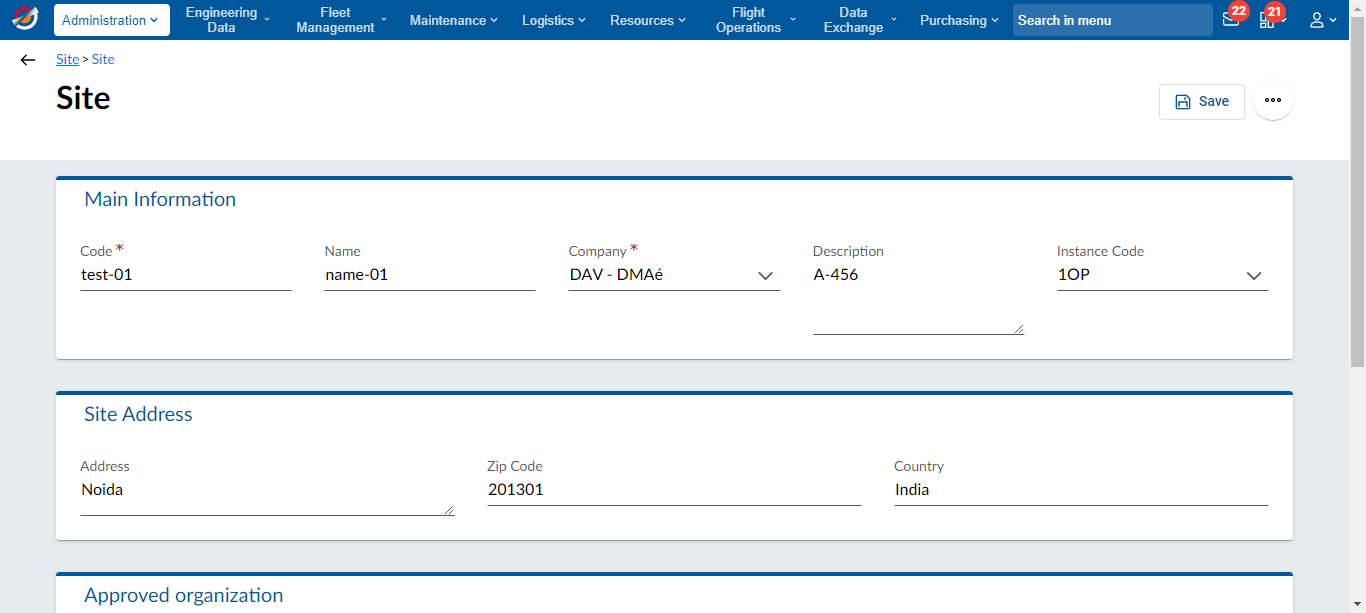 Administration
Engineering
Data
Fleet
Management
Maintenance
Logistics
Resources
Flight
Operations
Data
Exchange
Purchasing
Search in menu
22
21
Site > Site
Site
Save
Main Information
Code *
Name
Company *
Description
Instance Code
test-01
name-01
DAV - DMAé
A-456
1OP
Site Address
Address
Zip Code
Country
Noida
201301
India
Approved organization